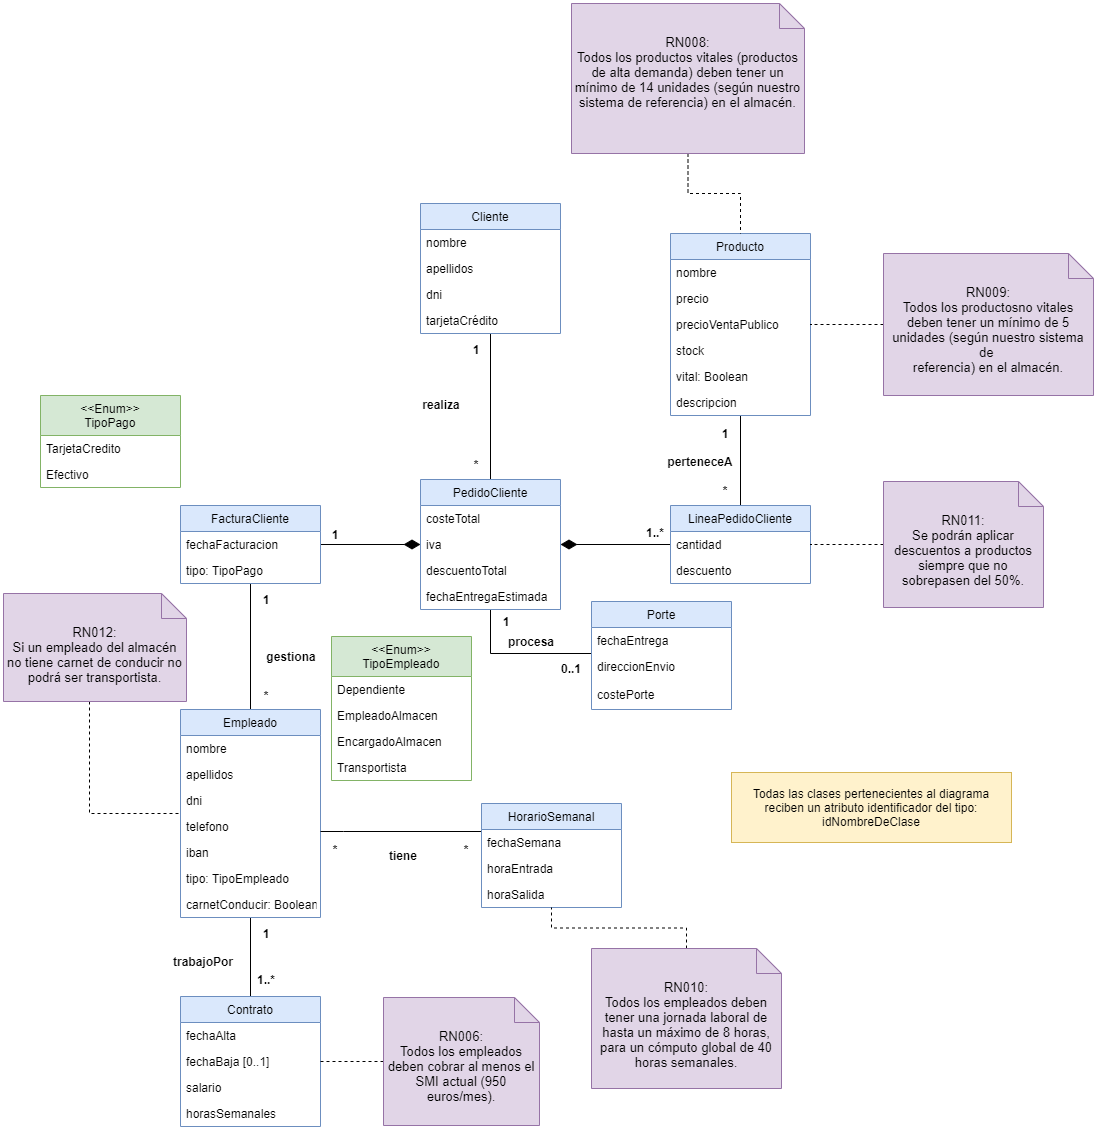 RN008:
Todos los productos vitales (productos
de alta demanda) deben tener un
mínimo de 14 unidades (según nuestro
sistema de referencia) en el almacén.
Cliente
nombre
apellidos
dni
tarjetaCrédito
1
realiza
*
Producto
nombre
precio
precioVentaPublico
stock
vital: Boolean
descripcion
1
perteneceA
*
RN009:
Todos los productosno vitales
deben tener un mínimo de 5
unidades (según nuestro sistema
de
referencia) en el almacén.
<<Enum>>
TipoPago
TarjetaCredito
Efectivo
FacturaCliente
fechaFacturacion
tipo: TipoPago
1
PedidoCliente
costeTotal
iva
descuentoTotal
fechaEntregaEstimada
1..*
LineaPedidoCliente
cantidad
descuento
RN011:
Se podrán aplicar
descuentos a productos
siempre que no
sobrepasen del 50%.
1
procesa
0..1
Porte
fechaEntrega
direccionEnvio
costePorte
RN012:
Si un empleado del almacén
no tiene carnet de conducir no
podrá ser transportista.
1
gestiona
*
<<Enum>>
TipoEmpleado
Dependiente
EmpleadoAlmacen
EncargadoAlmacen
Transportista
Empleado
nombre
apellidos
dni
telefono
iban
tipo: TipoEmpleado
carnetConducir: Boolean
*
tiene
*
HorarioSemanal
fechaSemana
horaEntrada
horaSalida
Todas las clases pertenecientes al diagrama
reciben un atributo identificador del tipo:
idNombreDeClase
1
trabajoPor
1..*
Contrato
fechaAlta
fechaBaja [0..1]
salario
horasSemanales
RN006:
Todos los empleados
deben cobrar al menos el
SMI actual (950
euros/mes).
RN010:
Todos los empleados deben
tener una jornada laboral de
hasta un máximo de 8 horas,
para un cómputo global de 40
horas semanales.